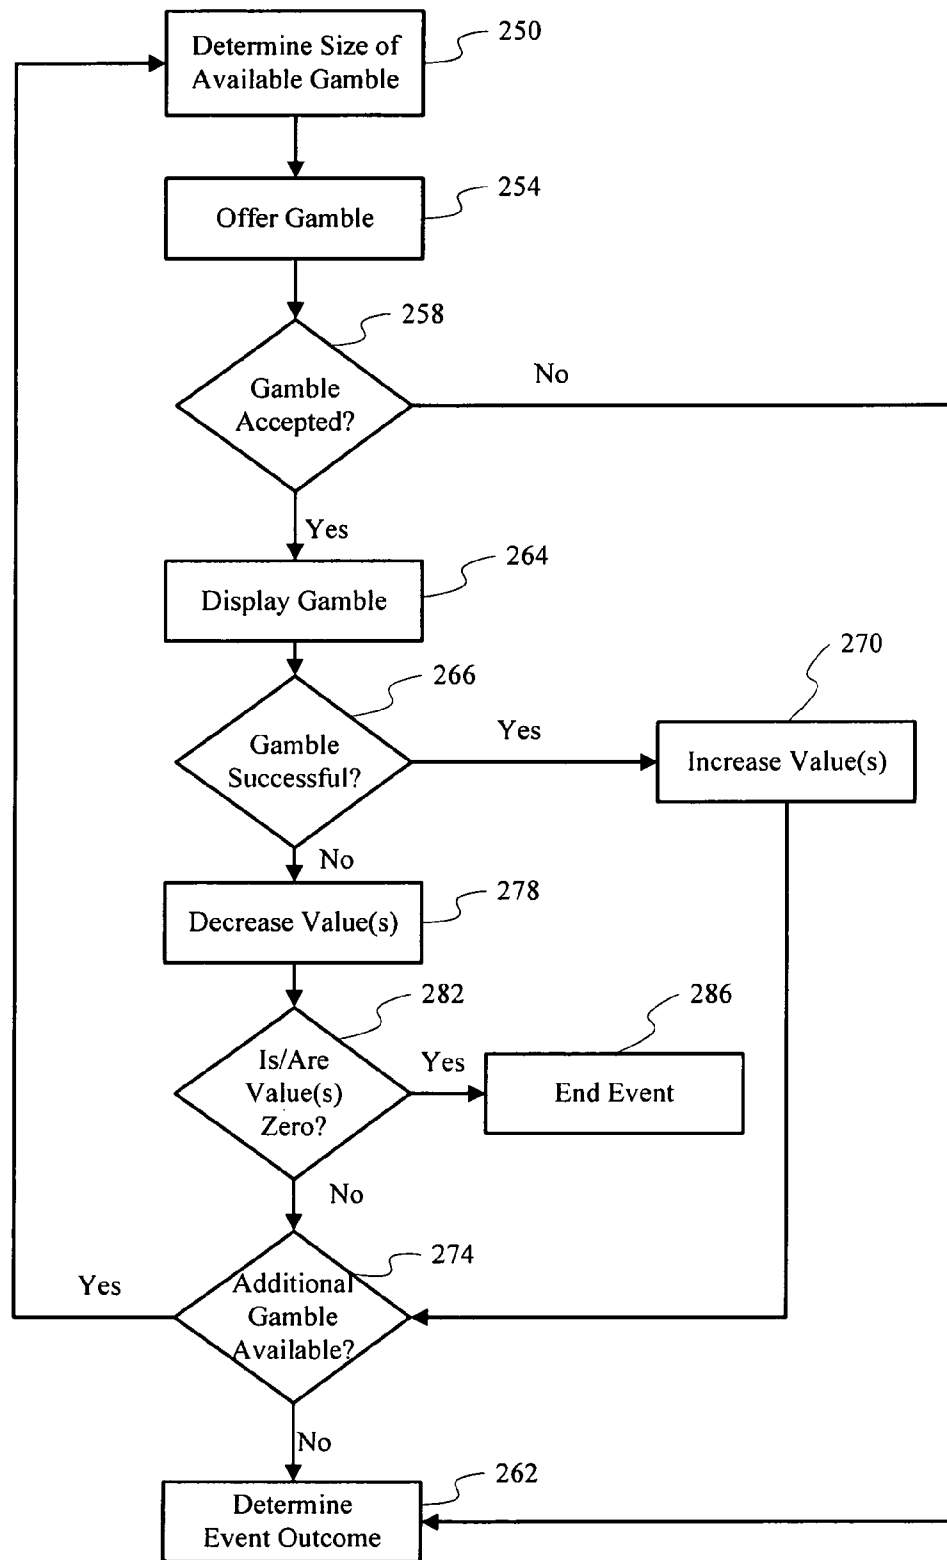 Determine Size of
Available Gamble
250
Offer Gamble
254
258
Gamble
Accepted?
No
Yes
Display Gamble
264
266
Gamble
Successful?
Yes
270
Increase Value(s)
No
Decrease Value(s)
278
282
Is/Are
Value(s)
Zero?
Yes
286
End Event
No
274
Additional
Gamble
Available?
Yes
No
Determine
Event Outcome
262